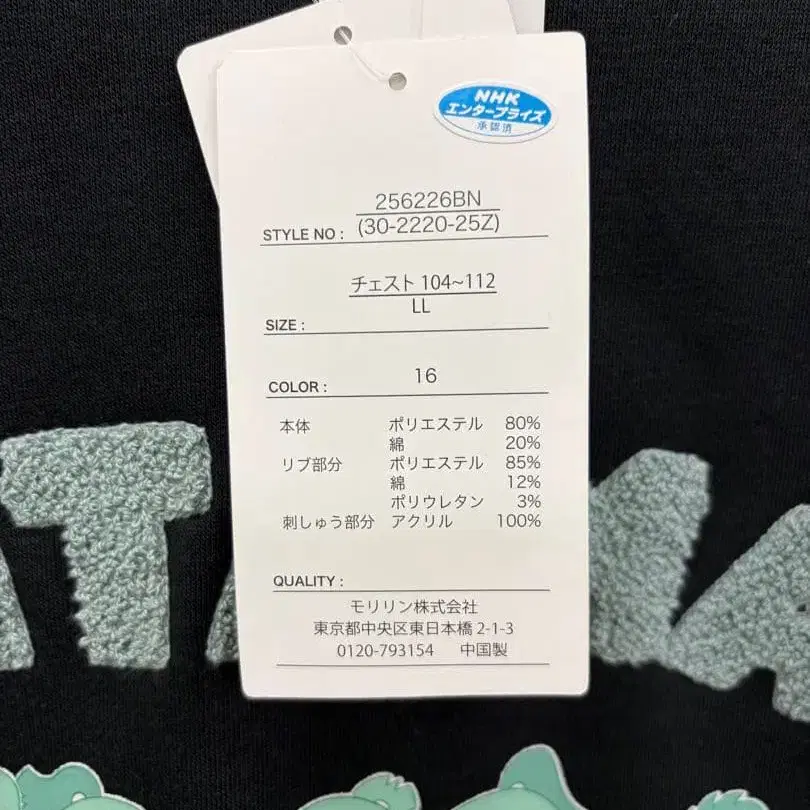 NHK
エンタープライズ
承認済
256226BN
STYLE NO : (30-2220-25Z)
チェスト 104~112
LL
SIZE :
COLOR : 16
本体 ポリエステル 80%
綿 20%
リブ部分 ポリエステル 85%
綿 12%
ポリウレタン 3%
刺しゅう部分 アクリル 100%
QUALITY :
モリリン株式会社
東京都中央区東日本橋 2-1-3
0120-793154 中国製